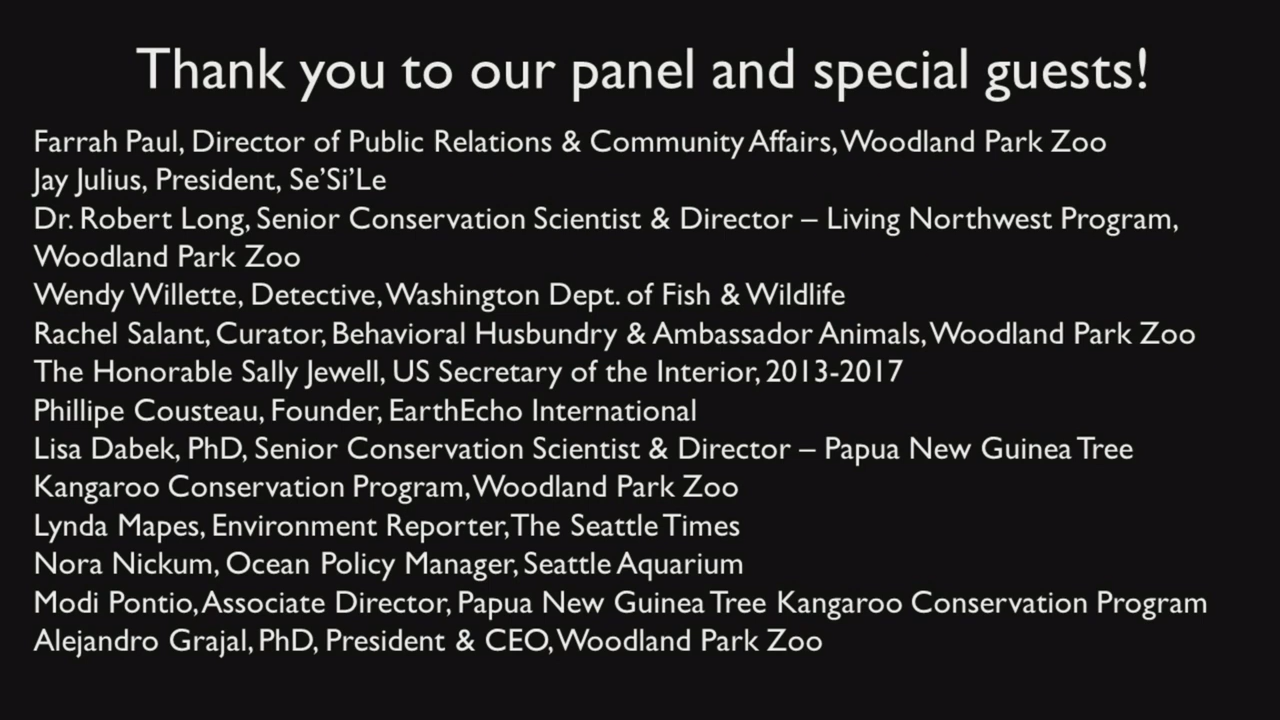 Thank you to our panel and special guests!
Farrah Paul, Director of Public Relations & Community Affairs, Woodland Park Zoo
Jay Julius, President, Se’Si’Le
Dr. Robert Long, Senior Conservation Scientist & Director – Living Northwest Program,
Woodland Park Zoo
Wendy Willette, Detective, Washington Dept. of Fish & Wildlife
Rachel Salant, Curator, Behavioral Husbundry & Ambassador Animals, Woodland Park Zoo
The Honorable Sally Jewell, US Secretary of the Interior, 2013-2017
Phillipe Cousteau, Founder, EarthEcho International
Lisa Dabek, PhD, Senior Conservation Scientist & Director – Papua New Guinea Tree
Kangaroo Conservation Program, Woodland Park Zoo
Lynda Mapes, Environment Reporter, The Seattle Times
Nora Nickum, Ocean Policy Manager, Seattle Aquarium
Modi Pontio, Associate Director, Papua New Guinea Tree Kangaroo Conservation Program
Alejandro Grajal, PhD, President & CEO, Woodland Park Zoo